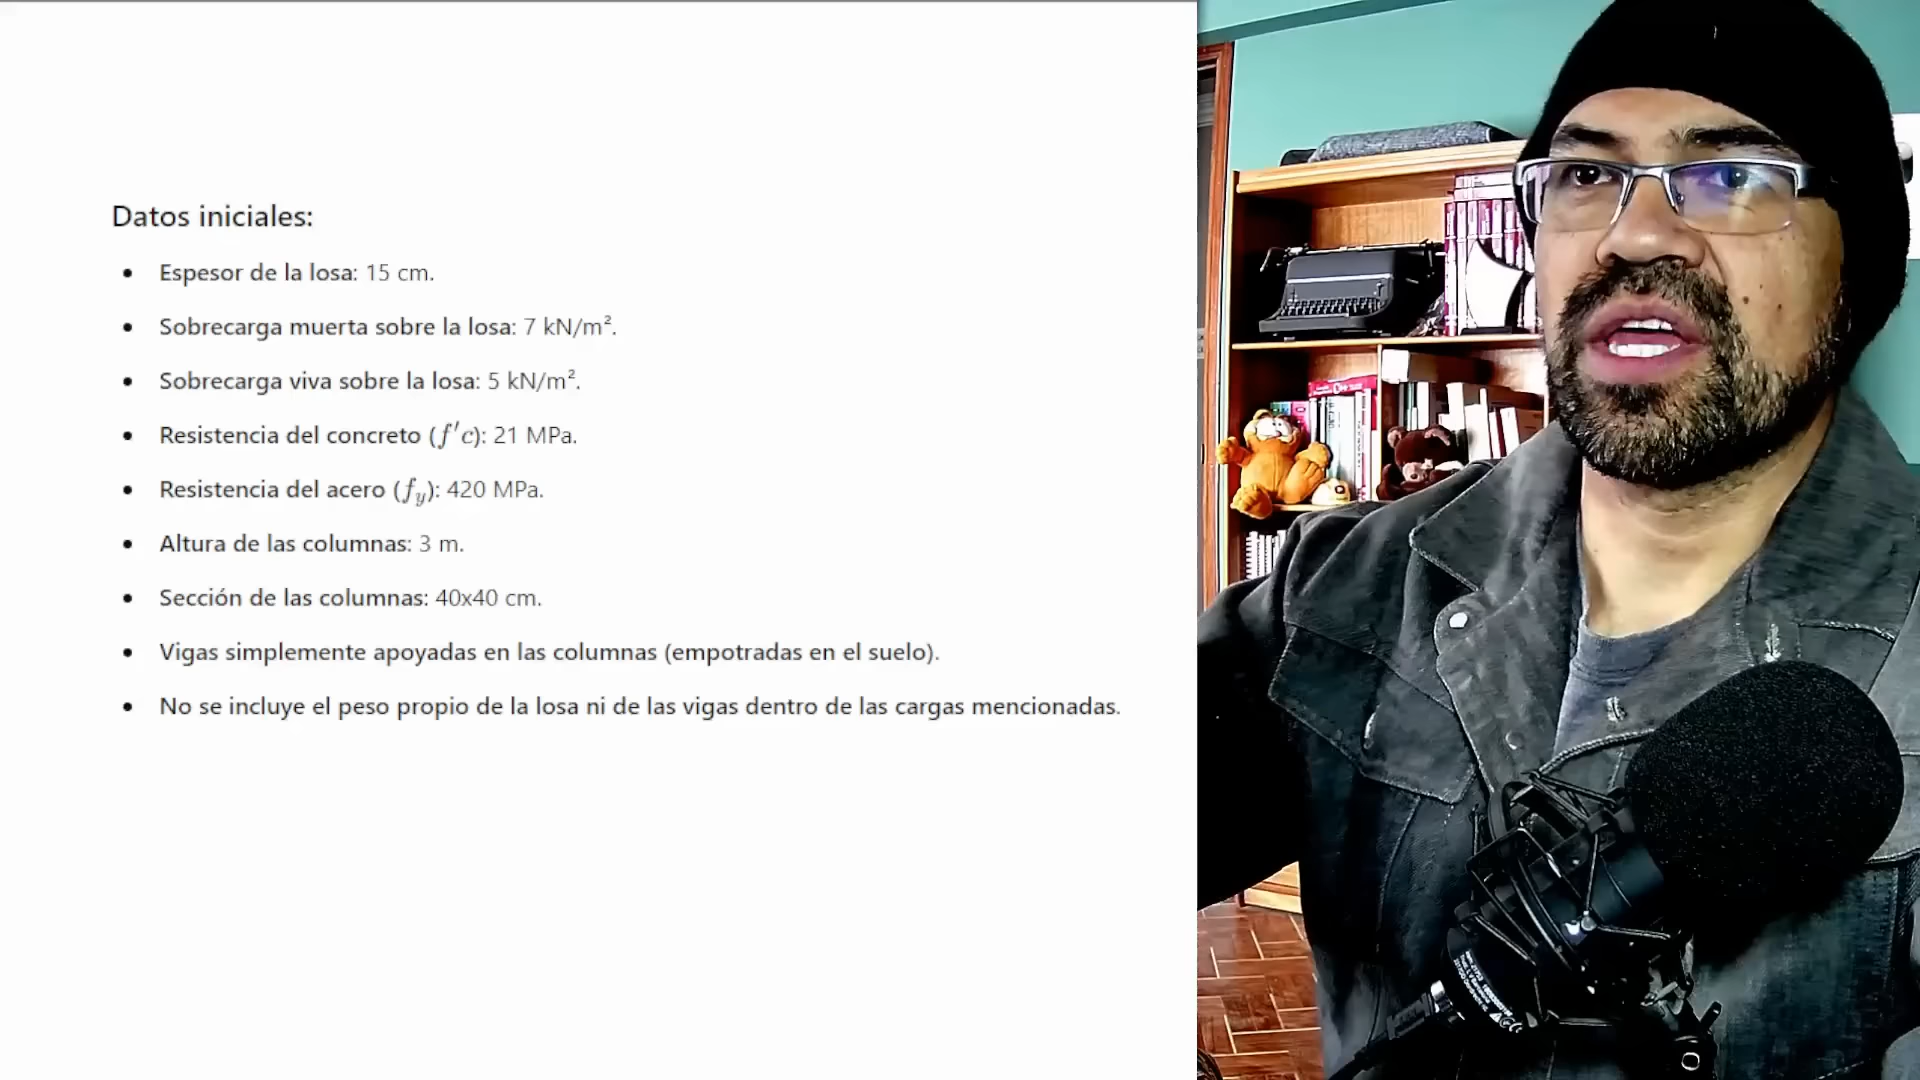 Datos iniciales:
• Espesor de la losa: 15 cm.
• Sobrecarga muerta sobre la losa: 7 kN/m².
• Sobrecarga viva sobre la losa: 5 kN/m².
• Resistencia del concreto (f'c): 21 MPa.
• Resistencia del acero (fy): 420 MPa.
• Altura de las columnas: 3 m.
• Sección de las columnas: 40x40 cm.
• Vigas simplemente apoyadas en las columnas (empotradas en el suelo).
• No se incluye el peso propio de la losa ni de las vigas dentro de las cargas mencionadas.